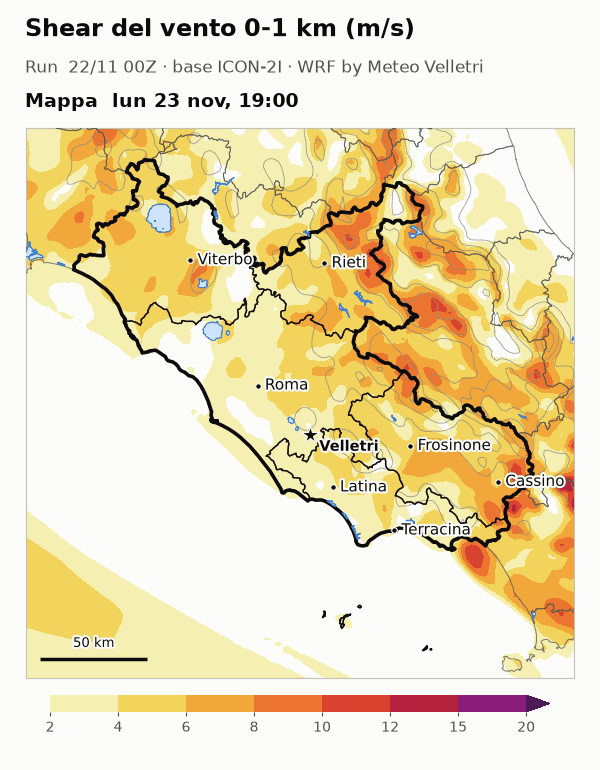 Shear del vento 0-1 km (m/s)
Run  22/11 00Z · base ICON-2I · WRF by Meteo Velletri
Mappa  lun 23 nov, 19:00
Viterbo
Rieti
Roma
Velletri
Frosinone
Cassino
Latina
Terracina
50 km
2 4 6 8 10 12 15 20